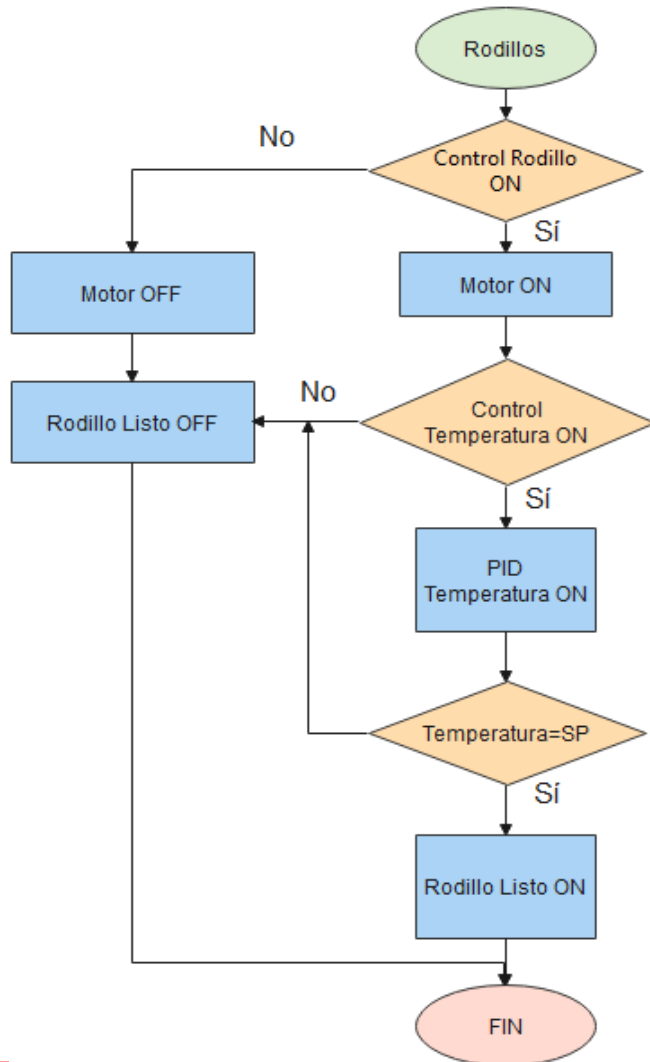 Rodillos
No
Control Rodillo
ON
Sí
Motor OFF
Motor ON
Rodillo Listo OFF
No
Control
Temperatura ON
Sí
PID
Temperatura ON
Temperatura=SP
Sí
Rodillo Listo ON
FIN